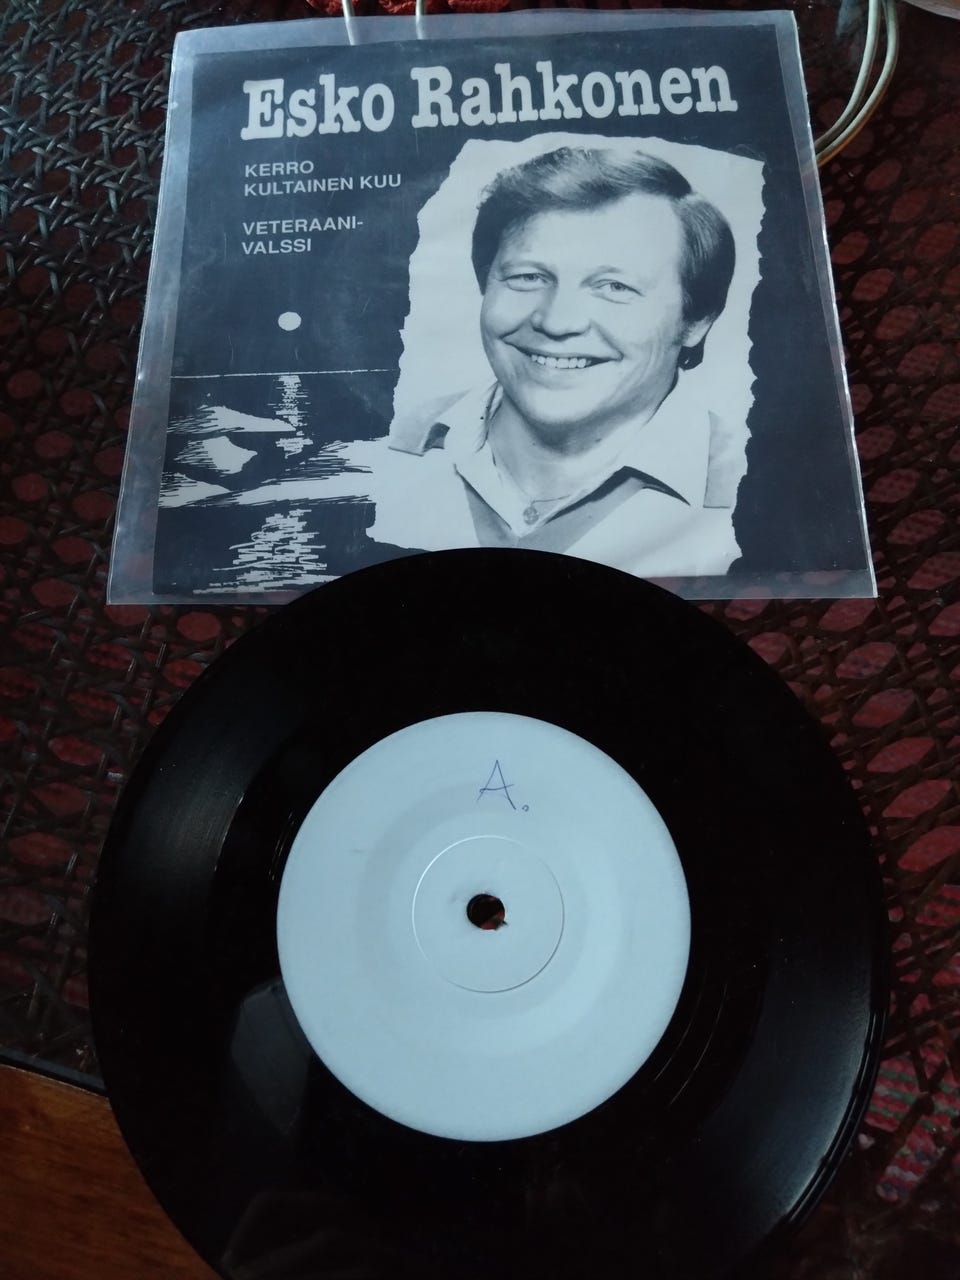 Esko Rahkonen
KERRO
KULTAINEN KUU
VETERAANI-
VALSSI
A.